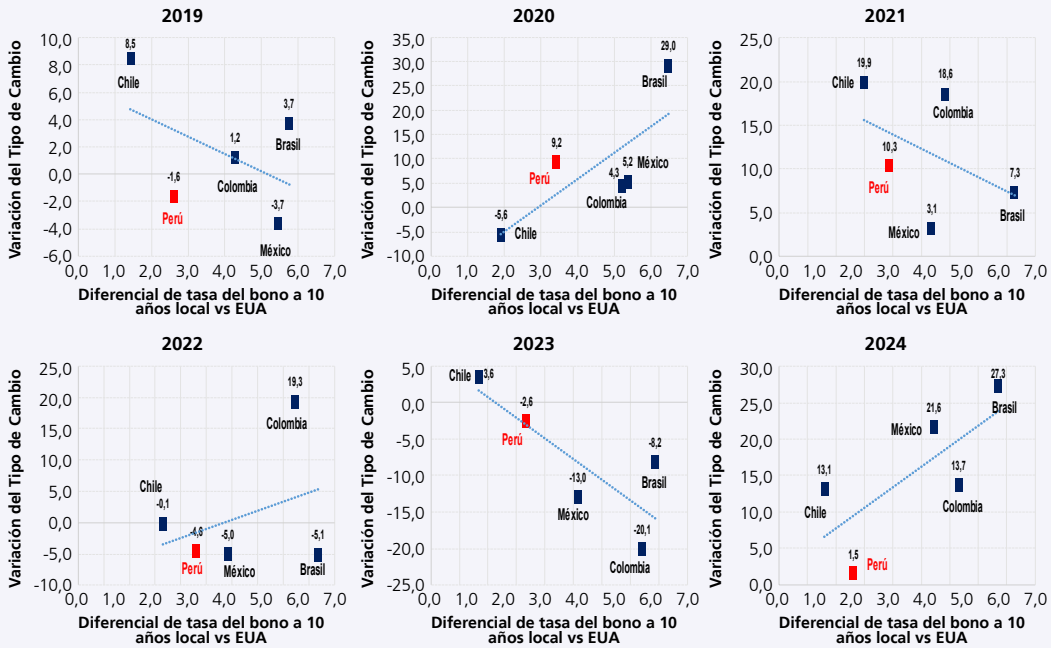 2019
Variación del Tipo de Cambio
10,0
8,0
6,0
4,0
2,0
0,0
-2,0
-4,0
-6,0
8,5
Chile
3,7
Brasil
1,2
Colombia
-1,6
Perú
-3,7
México
0,0 1,0 2,0 3,0 4,0 5,0 6,0 7,0
Diferencial de tasa del bono a 10
años local vs EUA
2020
Variación del Tipo de Cambio
35,0
30,0
25,0
20,0
15,0
10,0
5,0
0,0
-5,0
-10,0
29,0
Brasil
9,2
Perú
5,2 México
4,3
Colombia
-5,6
Chile
0,0 1,0 2,0 3,0 4,0 5,0 6,0 7,0
Diferencial de tasa del bono a 10
años local vs EUA
2021
Variación del Tipo de Cambio
25,0
20,0
15,0
10,0
5,0
0,0
19,9
Chile
18,6
Colombia
10,3
Perú
7,3
Brasil
3,1
México
0,0 1,0 2,0 3,0 4,0 5,0 6,0 7,0
Diferencial de tasa del bono a 10
años local vs EUA
2022
Variación del Tipo de Cambio
25,0
20,0
15,0
10,0
5,0
0,0
-5,0
-10,0
19,3
Colombia
Chile
-0,1
-4,6
Perú
-5,0
México
-5,1
Brasil
0,0 1,0 2,0 3,0 4,0 5,0 6,0 7,0
Diferencial de tasa del bono a 10
años local vs EUA
2023
Variación del Tipo de Cambio
5,0
0,0
-5,0
-10,0
-15,0
-20,0
-25,0
Chile 3,6
-2,6
Perú
-8,2
Brasil
-13,0
México
-20,1
Colombia
0,0 1,0 2,0 3,0 4,0 5,0 6,0 7,0
Diferencial de tasa del bono a 10
años local vs EUA
2024
Variación del Tipo de Cambio
30,0
25,0
20,0
15,0
10,0
5,0
0,0
27,3
Brasil
21,6
México
13,1
Chile
13,7
Colombia
1,5
Perú
0,0 1,0 2,0 3,0 4,0 5,0 6,0 7,0
Diferencial de tasa del bono a 10
años local vs EUA